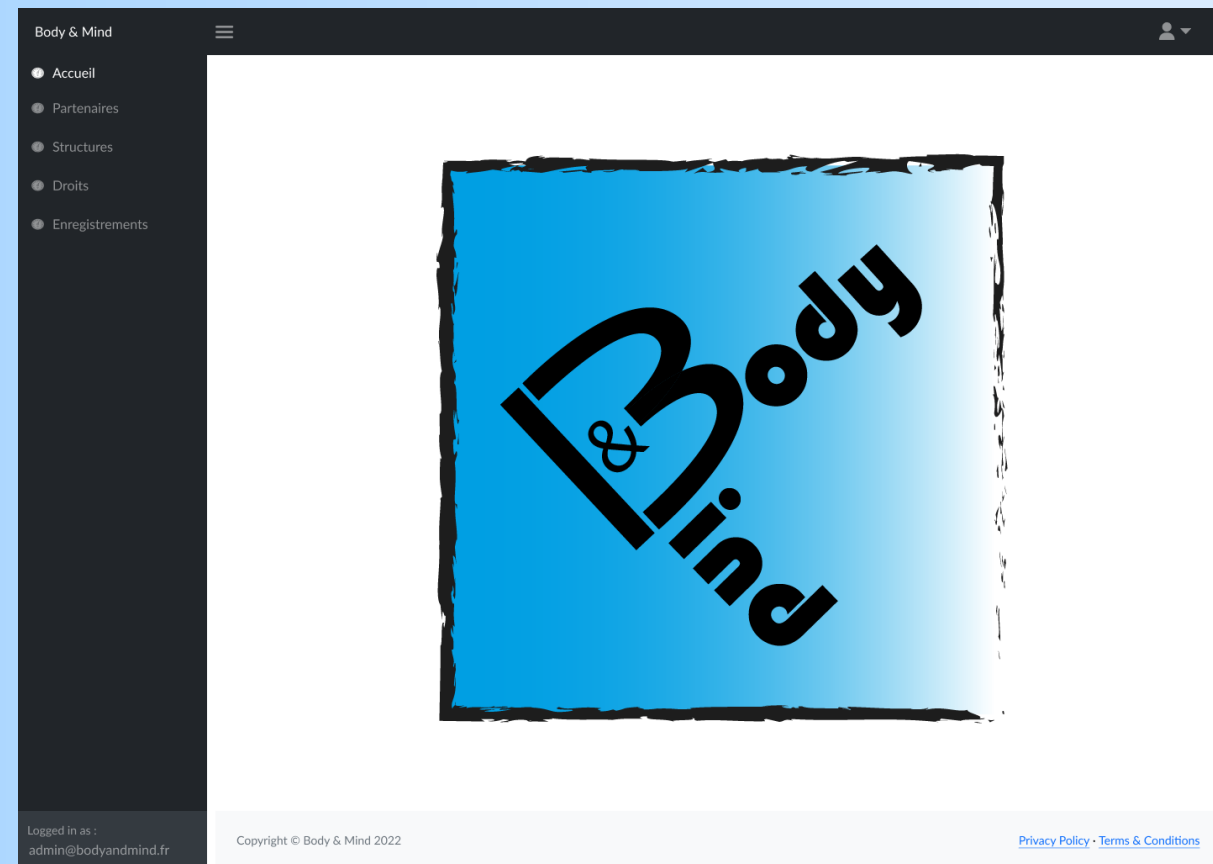 Body & Mind
Accueil
Partenaires
Structures
Droits
Enregistrements
Body
&
Mind
Logged in as :
admin@bodyandmind.fr
Copyright © Body & Mind 2022
Privacy Policy · Terms & Conditions